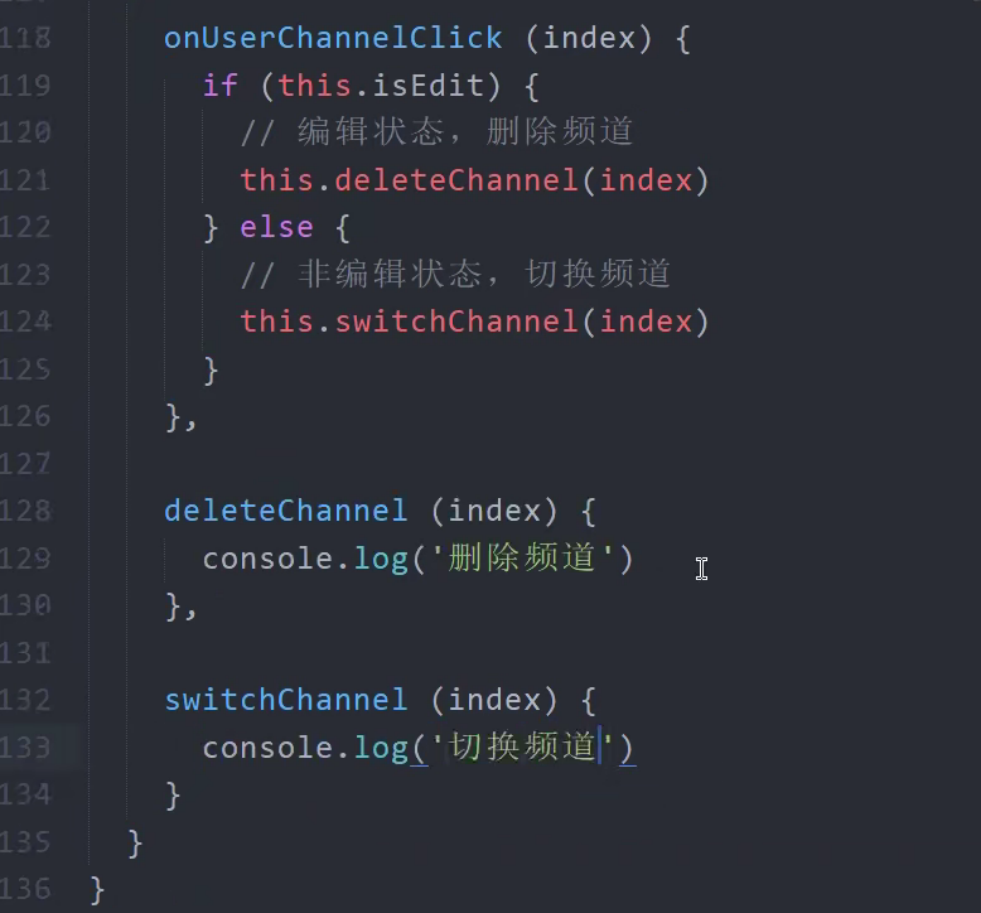 118 onUserChannelClick (index) {
119 if (this.isEdit) {
120 // 编辑状态，删除频道
121 this.deleteChannel(index)
122 } else {
123 // 非编辑状态，切换频道
124 this.switchChannel(index)
125 }
126 },
127
128 deleteChannel (index) {
129 console.log('删除频道')
130 },
131
132 switchChannel (index) {
133 console.log('切换频道')
134 }
135 }
136 }